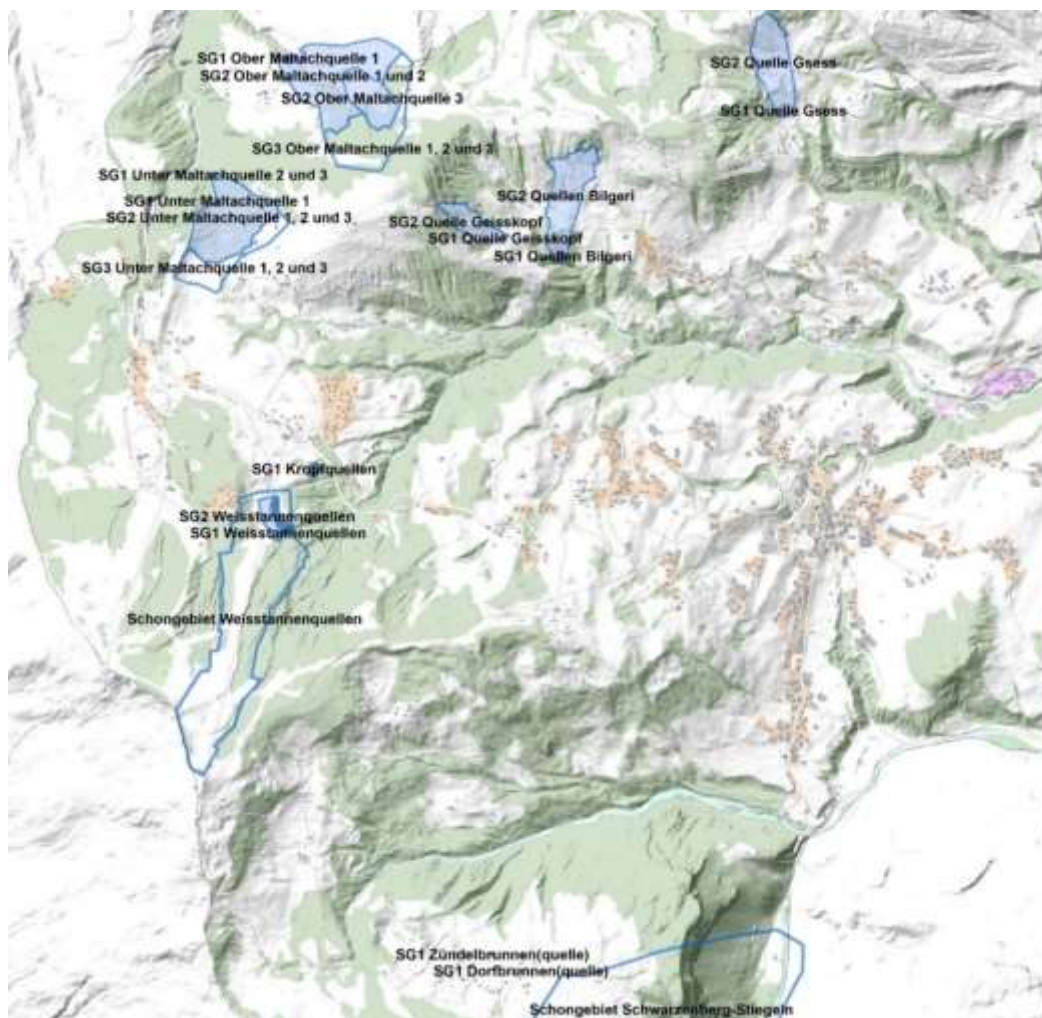 SG1 Ober Maltachquelle 1
SG2 Quelle Gsess
SG2 Ober Maltachquelle 1 und 2
SG2 Ober Maltachquelle 3
SG1 Quelle Gsess
SG3 Ober Maltachquelle 1, 2 und 3
SG1 Unter Maltachquelle 2 und 3
SG2 Quellen Bilgeri
SG1 Unter Maltachquelle 1
SG2 Unter Maltachquelle 1, 2 und 3
SG2 Quelle Geisskopf
SG1 Quelle Geisskopf
SG1 Quellen Bilgeri
SG3 Unter Maltachquelle 1, 2 und 3
SG1 Kropfquellen
SG2 Weisstannenquellen
SG1 Weisstannenquellen
Schongebiet Weisstannenquellen
SG1 Zündelbrunnen(quelle)
SG1 Dorfbrunnen(quelle)
Schongebiet Schwarzenberg-Stiegeln